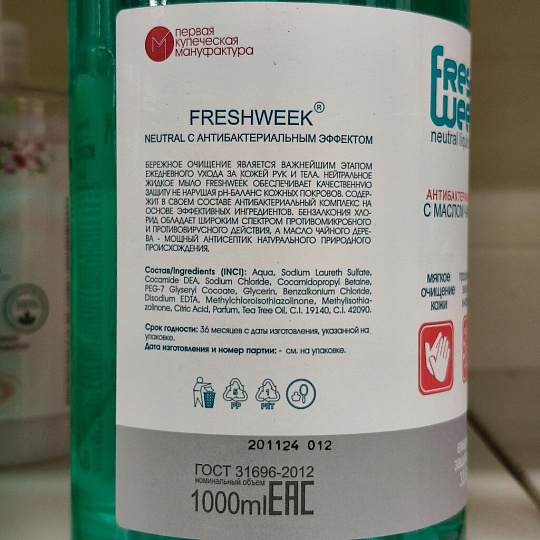 первая
купеческая
мануфактура
FRESHWEEK®
NEUTRAL С АНТИБАКТЕРИАЛЬНЫМ ЭФФЕКТОМ
БЕРЕЖНОЕ ОЧИЩЕНИЕ ЯВЛЯЕТСЯ ВАЖНЕЙШИМ ЭТАПОМ
ЕЖЕДНЕВНОГО УХОДА ЗА КОЖЕЙ РУК И ТЕЛА. НЕЙТРАЛЬНОЕ
ЖИДКОЕ МЫЛО FRESHWEEK ОБЕСПЕЧИВАЕТ КАЧЕСТВЕННУЮ
ЗАЩИТУ НЕ НАРУШАЯ pH-БАЛАНС КОЖНЫХ ПОКРОВОВ. СОДЕР-
ЖИТ В СВОЕМ СОСТАВЕ АНТИБАКТЕРИАЛЬНЫЙ КОМПЛЕКС НА
ОСНОВЕ ЭФФЕКТИВНЫХ ИНГРЕДИЕНТОВ. БЕНЗАЛКОНИЯ ХЛО-
РИД ОБЛАДАЕТ ШИРОКИМ СПЕКТРОМ ПРОТИВОМИКРОБНОГО
И ПРОТИВОВИРУСНОГО ДЕЙСТВИЯ, А МАСЛО ЧАЙНОГО ДЕРЕ-
ВА - МОЩНЫЙ АНТИСЕПТИК НАТУРАЛЬНОГО ПРИРОДНОГО
ПРОИСХОЖДЕНИЯ.
Состав/Ingredients (INCI): Aqua, Sodium Laureth Sulfate,
Cocamide DEA, Sodium Chloride, Cocamidopropyl Betaine,
PEG-7 Glyseryl Cocoate, Glycerin, Benzalkonium Chloride,
Disodium EDTA, Methylchloroisothiazolinone, Methylisothia-
zolinone, Citric Acid, Parfum, Tea Tree Oil, C.I. 19140, C.I. 42090.
Срок годности: 36 месяцев с даты изготовления, указанной на
упаковке.
Дата изготовления и номер партии: - см. на упаковке.
5
PP
1
PET
201124 012
ГОСТ 31696-2012
номинальный объем
1000ml EAC
neutral
С МАСЛОМ
мягкое
очищение
кожи